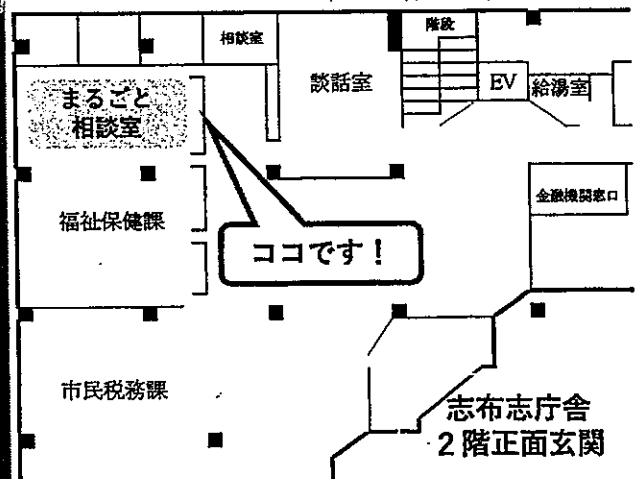 相談室
階段
談話室
EV
給湯室
まるごと
相談室
金融機関窓口
福祉保健課
ココです！
市民税務課
志布志庁舎
２階正面玄関